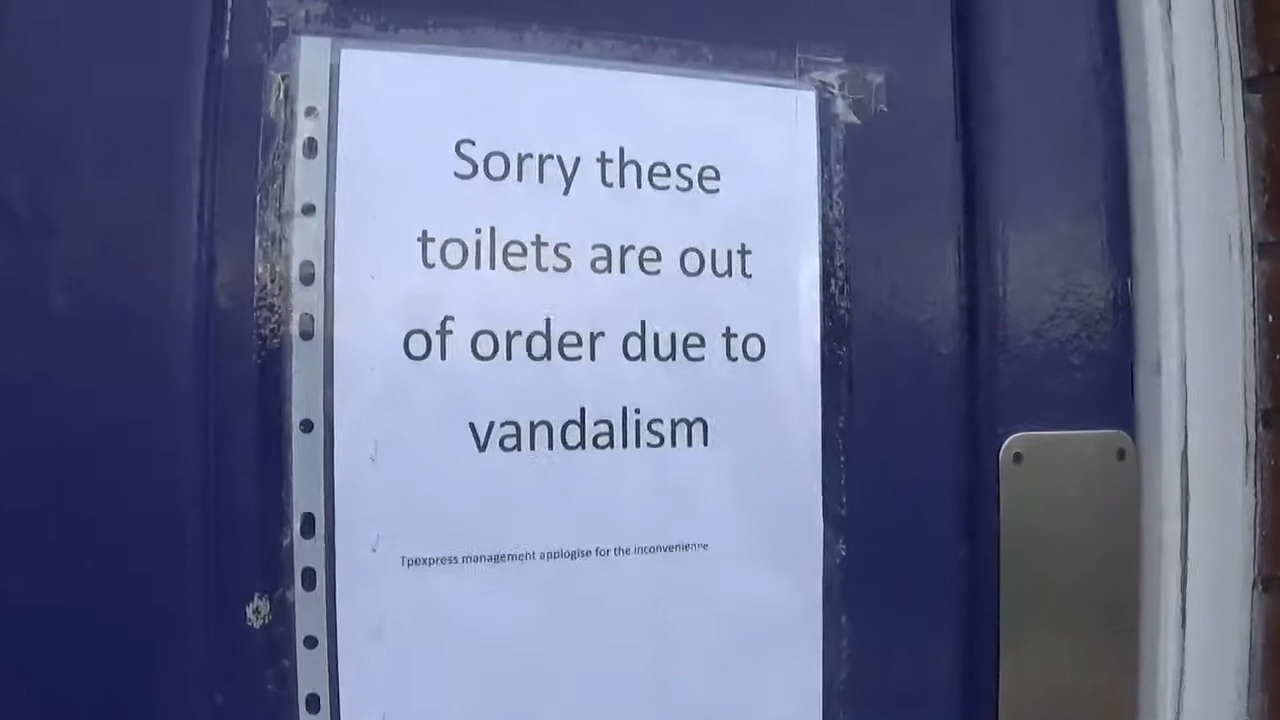 Sorry these
toilets are out
of order due to
vandalism
Tpexpress management applogise for the inconvenience